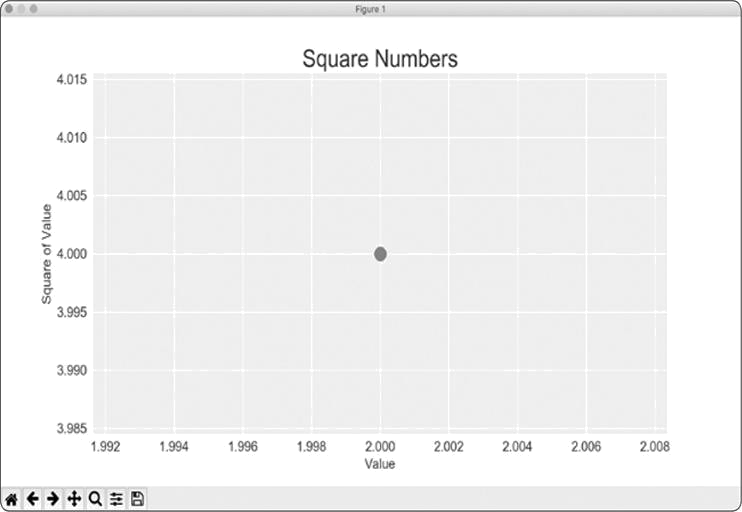 Figure 1
Square Numbers
4.015
4.010
4.005
4.000
3.995
3.990
3.985
Square of Value
1.992 1.994 1.996 1.998 2.000 2.002 2.004 2.006 2.008
Value